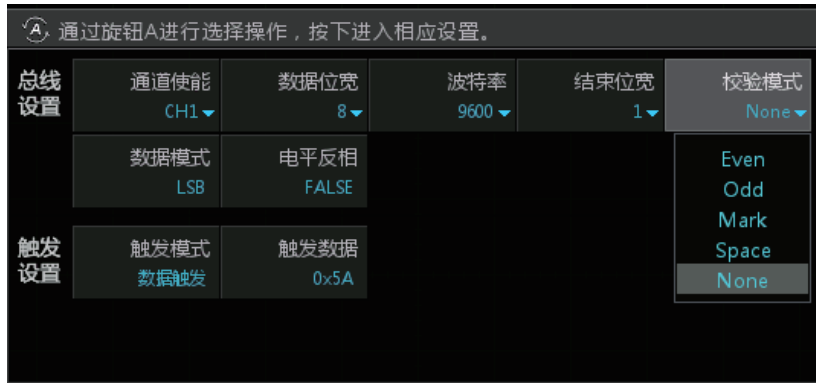 A 通过旋钮A进行选择操作，按下进入相应设置。
总线设置
通道使能 数据位宽 波特率 结束位宽 校验模式
CH1 8 9600 1 None
数据模式 电平反相
LSB FALSE
Even
Odd
Mark
Space
None
触发设置
触发模式 触发数据
数据触发 0x5A